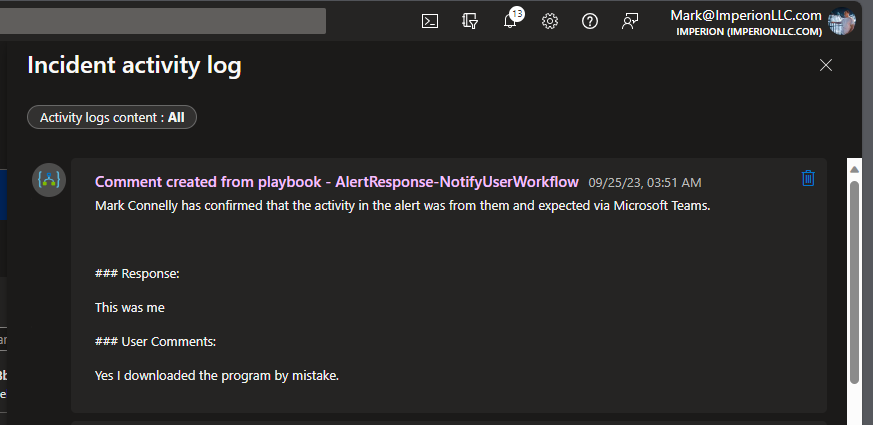 13
Mark@ImperionLLC.com
IMPERION (IMPERIONLLC.COM)
Incident activity log
Activity logs content : All
Comment created from playbook - AlertResponse-NotifyUserWorkflow 09/25/23, 03:51 AM
Mark Connelly has confirmed that the activity in the alert was from them and expected via Microsoft Teams.
### Response:
This was me
### User Comments:
Yes I downloaded the program by mistake.